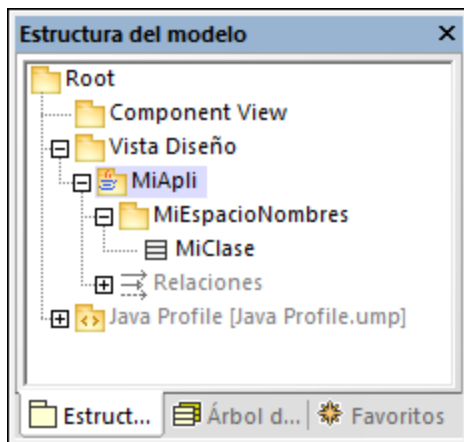 Estructura del modelo
Root
Component View
Vista Diseño
MiApli
MiEspacioNombres
MiClase
Relaciones
Java Profile [Java Profile.ump]
Estruct... Árbol d... Favoritos